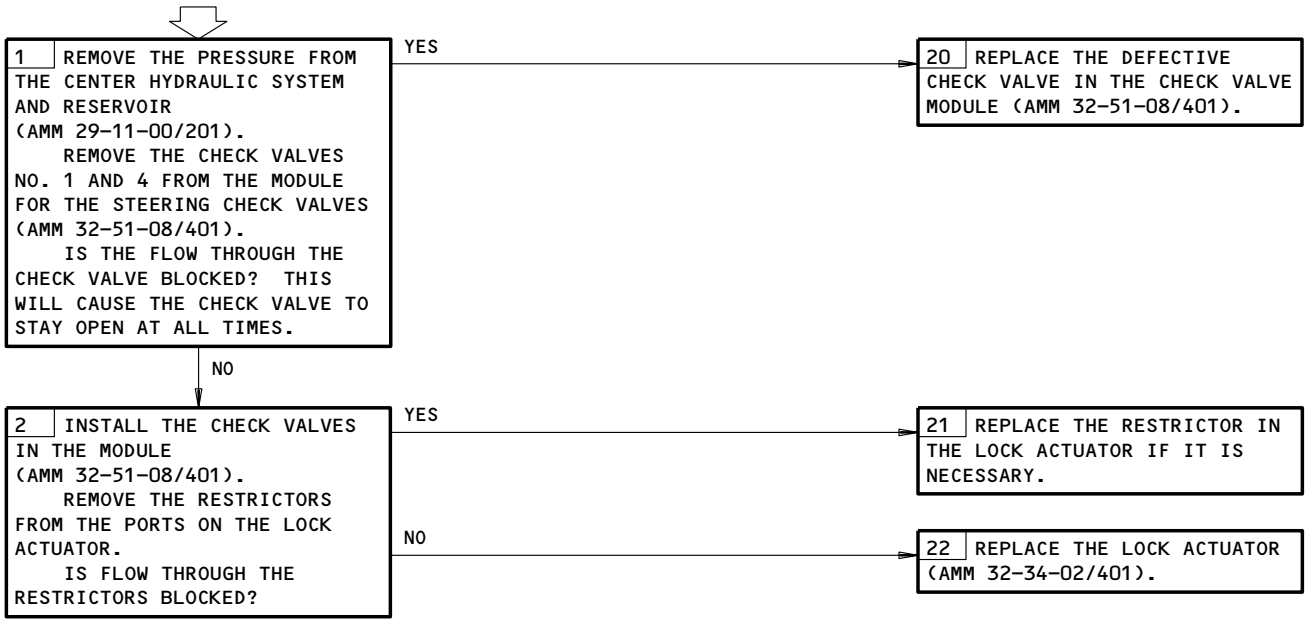 1 REMOVE THE PRESSURE FROM
THE CENTER HYDRAULIC SYSTEM
AND RESERVOIR
(AMM 29-11-00/201).
REMOVE THE CHECK VALVES
NO. 1 AND 4 FROM THE MODULE
FOR THE STEERING CHECK VALVES
(AMM 32-51-08/401).
IS THE FLOW THROUGH THE
CHECK VALVE BLOCKED? THIS
WILL CAUSE THE CHECK VALVE TO
STAY OPEN AT ALL TIMES.
YES
20 REPLACE THE DEFECTIVE
CHECK VALVE IN THE CHECK VALVE
MODULE (AMM 32-51-08/401).
NO
2 INSTALL THE CHECK VALVES
IN THE MODULE
(AMM 32-51-08/401).
REMOVE THE RESTRICTORS
FROM THE PORTS ON THE LOCK
ACTUATOR.
IS FLOW THROUGH THE
RESTRICTORS BLOCKED?
YES
21 REPLACE THE RESTRICTOR IN
THE LOCK ACTUATOR IF IT IS
NECESSARY.
NO
22 REPLACE THE LOCK ACTUATOR
(AMM 32-34-02/401).